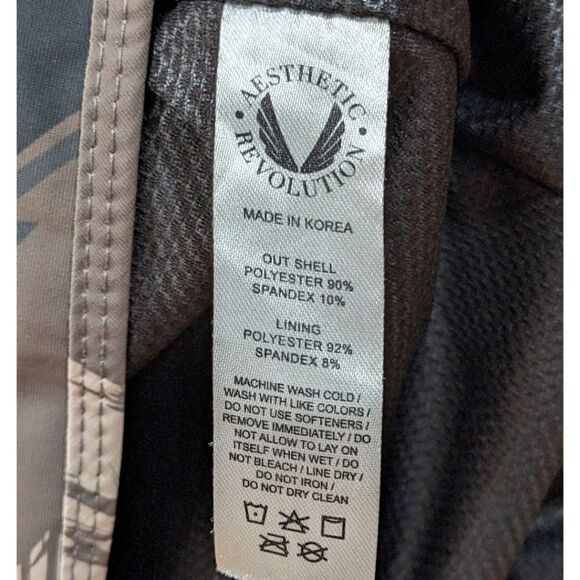 AESTHETIC
REVOLUTION
MADE IN KOREA
OUT SHELL
POLYESTER 90%
SPANDEX 10%
LINING
POLYESTER 92%
SPANDEX 8%
MACHINE WASH COLD /
WASH WITH LIKE COLORS /
DO NOT USE SOFTENERS /
REMOVE IMMEDIATELY / DO
NOT ALLOW TO LAY ON
ITSELF WHEN WET / DO
NOT BLEACH / LINE DRY /
DO NOT IRON /
DO NOT DRY CLEAN